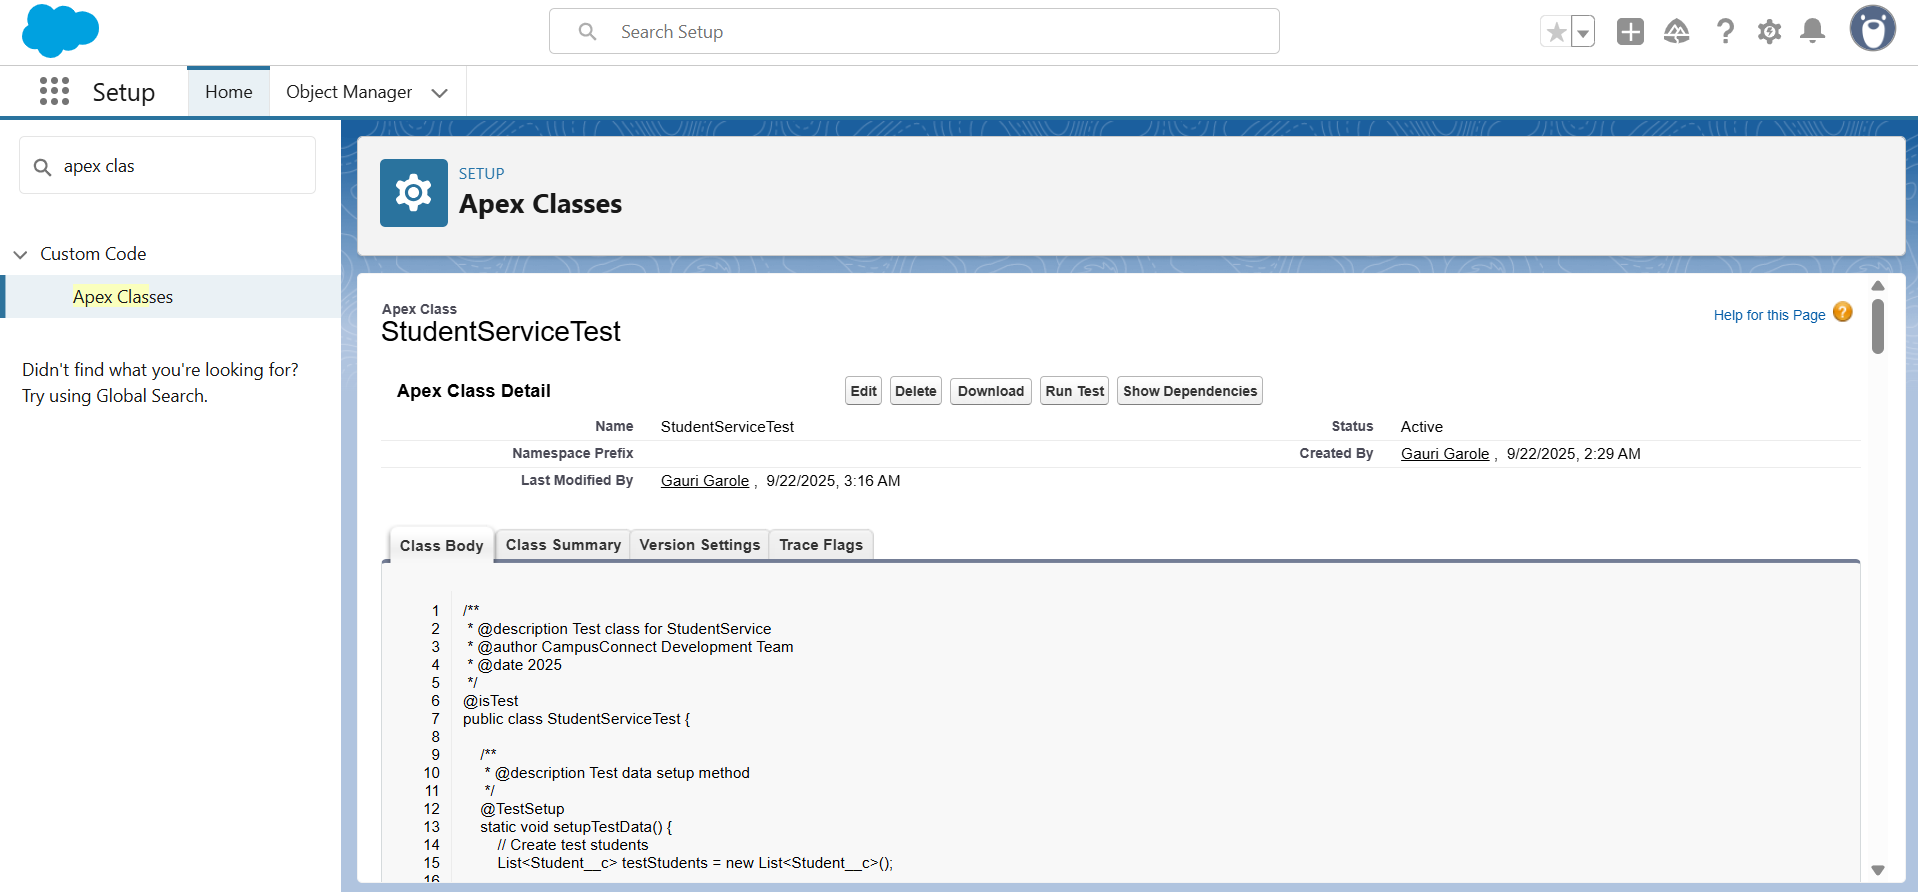 Search Setup
Setup
Home
Object Manager
apex clas
Custom Code
Apex Classes
Didn't find what you're looking for?
Try using Global Search.
SETUP
Apex Classes
Apex Class
StudentServiceTest
Help for this Page
Apex Class Detail
Edit Delete Download Run Test Show Dependencies
Name StudentServiceTest Status Active
Namespace Prefix Created By Gauri Garole , 9/22/2025, 2:29 AM
Last Modified By Gauri Garole , 9/22/2025, 3:16 AM
Class Body Class Summary Version Settings Trace Flags
1 /**
2 * @description Test class for StudentService
3 * @author CampusConnect Development Team
4 * @date 2025
5 */
6 @isTest
7 public class StudentServiceTest {
8
9 /**
10 * @description Test data setup method
11 */
12 @TestSetup
13 static void setupTestData() {
14 // Create test students
15 List<Student__c> testStudents = new List<Student__c>();
16